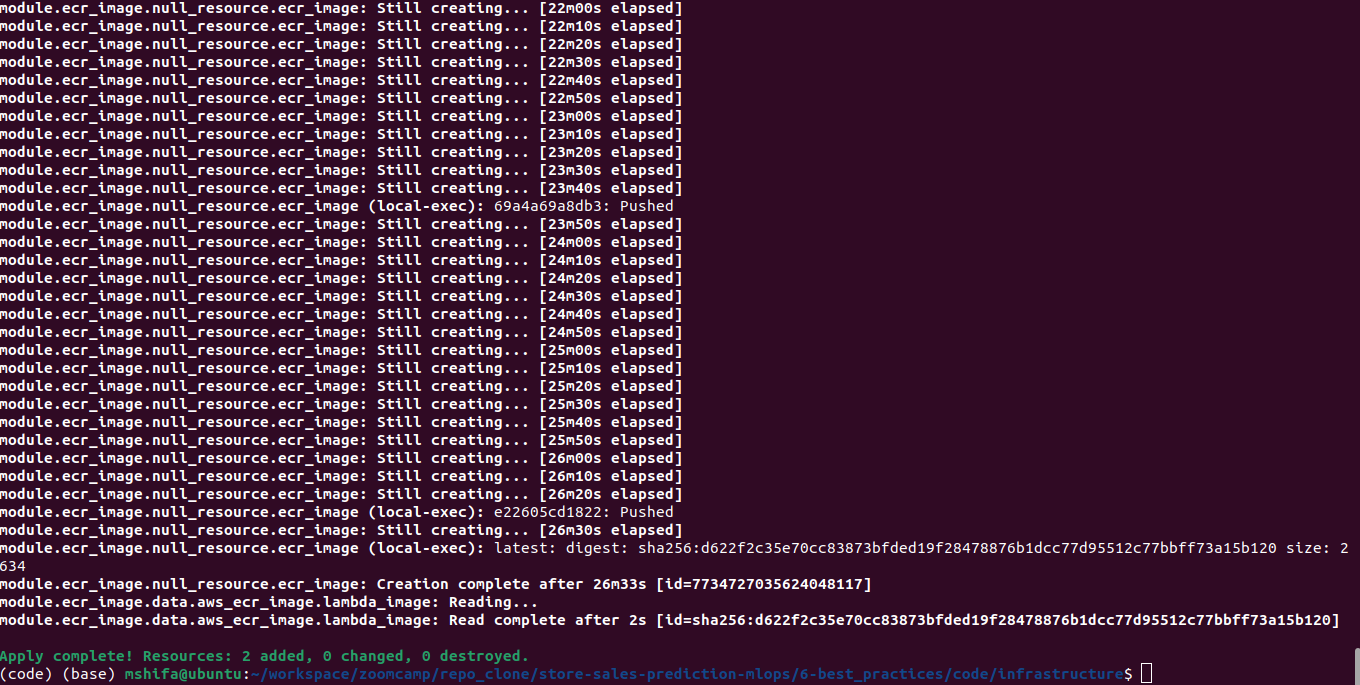 module.ecr_image.null_resource.ecr_image: Still creating... [22m00s elapsed]
module.ecr_image.null_resource.ecr_image: Still creating... [22m10s elapsed]
module.ecr_image.null_resource.ecr_image: Still creating... [22m20s elapsed]
module.ecr_image.null_resource.ecr_image: Still creating... [22m30s elapsed]
module.ecr_image.null_resource.ecr_image: Still creating... [22m40s elapsed]
module.ecr_image.null_resource.ecr_image: Still creating... [22m50s elapsed]
module.ecr_image.null_resource.ecr_image: Still creating... [23m00s elapsed]
module.ecr_image.null_resource.ecr_image: Still creating... [23m10s elapsed]
module.ecr_image.null_resource.ecr_image: Still creating... [23m20s elapsed]
module.ecr_image.null_resource.ecr_image: Still creating... [23m30s elapsed]
module.ecr_image.null_resource.ecr_image: Still creating... [23m40s elapsed]
module.ecr_image.null_resource.ecr_image (local-exec): 69a4a69a8db3: Pushed
module.ecr_image.null_resource.ecr_image: Still creating... [23m50s elapsed]
module.ecr_image.null_resource.ecr_image: Still creating... [24m00s elapsed]
module.ecr_image.null_resource.ecr_image: Still creating... [24m10s elapsed]
module.ecr_image.null_resource.ecr_image: Still creating... [24m20s elapsed]
module.ecr_image.null_resource.ecr_image: Still creating... [24m30s elapsed]
module.ecr_image.null_resource.ecr_image: Still creating... [24m40s elapsed]
module.ecr_image.null_resource.ecr_image: Still creating... [24m50s elapsed]
module.ecr_image.null_resource.ecr_image: Still creating... [25m00s elapsed]
module.ecr_image.null_resource.ecr_image: Still creating... [25m10s elapsed]
module.ecr_image.null_resource.ecr_image: Still creating... [25m20s elapsed]
module.ecr_image.null_resource.ecr_image: Still creating... [25m30s elapsed]
module.ecr_image.null_resource.ecr_image: Still creating... [25m40s elapsed]
module.ecr_image.null_resource.ecr_image: Still creating... [25m50s elapsed]
module.ecr_image.null_resource.ecr_image: Still creating... [26m00s elapsed]
module.ecr_image.null_resource.ecr_image: Still creating... [26m10s elapsed]
module.ecr_image.null_resource.ecr_image: Still creating... [26m20s elapsed]
module.ecr_image.null_resource.ecr_image (local-exec): e22605cd1822: Pushed
module.ecr_image.null_resource.ecr_image: Still creating... [26m30s elapsed]
module.ecr_image.null_resource.ecr_image (local-exec): latest: digest: sha256:d622f2c35e70cc83873bfded19f28478876b1dcc77d95512c77bbff73a15b120 size: 2
634
module.ecr_image.null_resource.ecr_image: Creation complete after 26m33s [id=7734727035624048117]
module.ecr_image.data.aws_ecr_image.lambda_image: Reading...
module.ecr_image.data.aws_ecr_image.lambda_image: Read complete after 2s [id=sha256:d622f2c35e70cc83873bfded19f28478876b1dcc77d95512c77bbff73a15b120]
Apply complete! Resources: 2 added, 0 changed, 0 destroyed.
(code) (base) mshifa@ubuntu:~/workspace/zoomcamp/repo_clone/store-sales-prediction-mlops/6-best_practices/code/infrastructure$